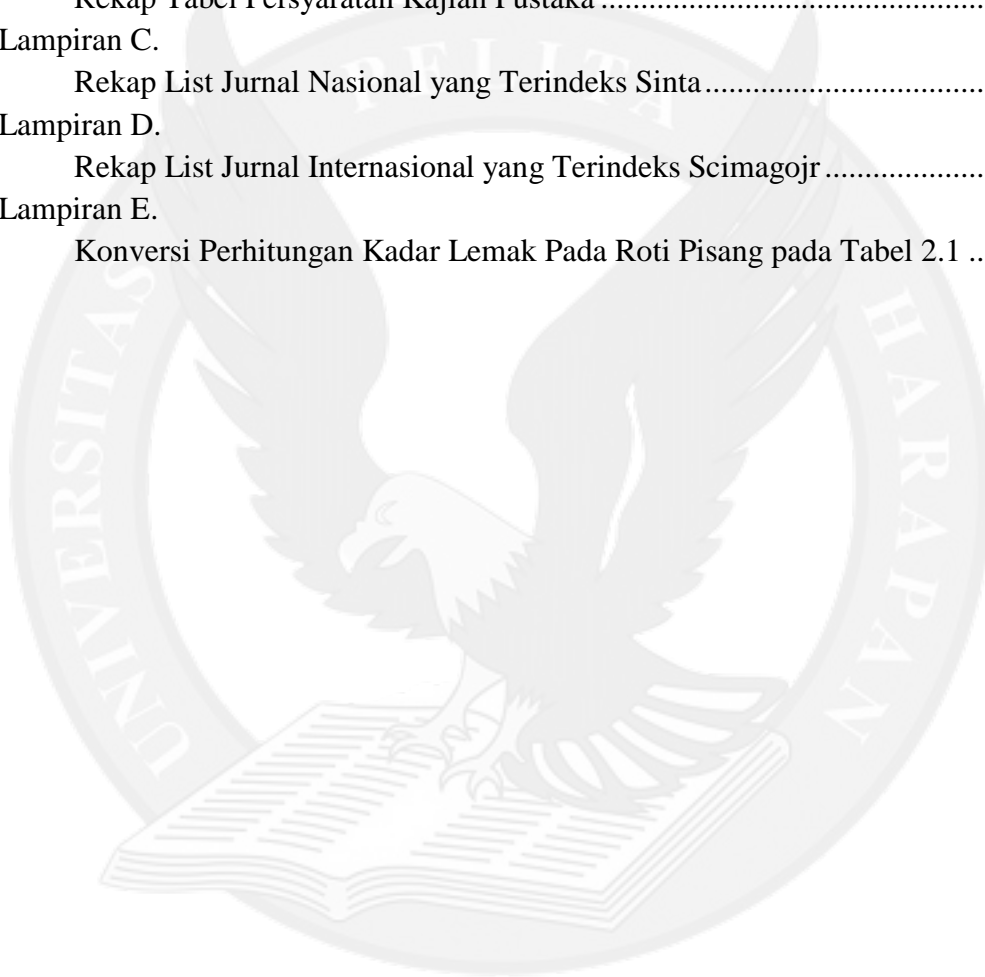 Rekap Tabel Persyaratan Kajian Pustaka ...............................................
Lampiran C.
Rekap List Jurnal Nasional yang Terindeks Sinta ..................................
Lampiran D.
Rekap List Jurnal Internasional yang Terindeks Scimagojr ...................
Lampiran E.
Konversi Perhitungan Kadar Lemak Pada Roti Pisang pada Tabel 2.1 ..
UNIVERSITAS PELITA HARAPAN